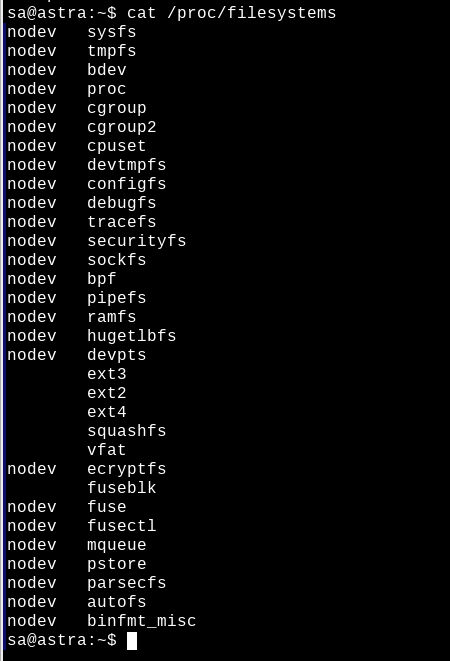 sa@astra:~$ cat /proc/filesystems
nodev   sysfs
nodev   tmpfs
nodev   bdev
nodev   proc
nodev   cgroup
nodev   cgroup2
nodev   cpuset
nodev   devtmpfs
nodev   configfs
nodev   debugfs
nodev   tracefs
nodev   securityfs
nodev   sockfs
nodev   bpf
nodev   pipefs
nodev   ramfs
nodev   hugetlbfs
nodev   devpts
        ext3
        ext2
        ext4
        squashfs
        vfat
nodev   ecryptfs
        fuseblk
nodev   fuse
nodev   fusectl
nodev   mqueue
nodev   pstore
nodev   parsecfs
nodev   autofs
nodev   binfmt_misc
sa@astra:~$